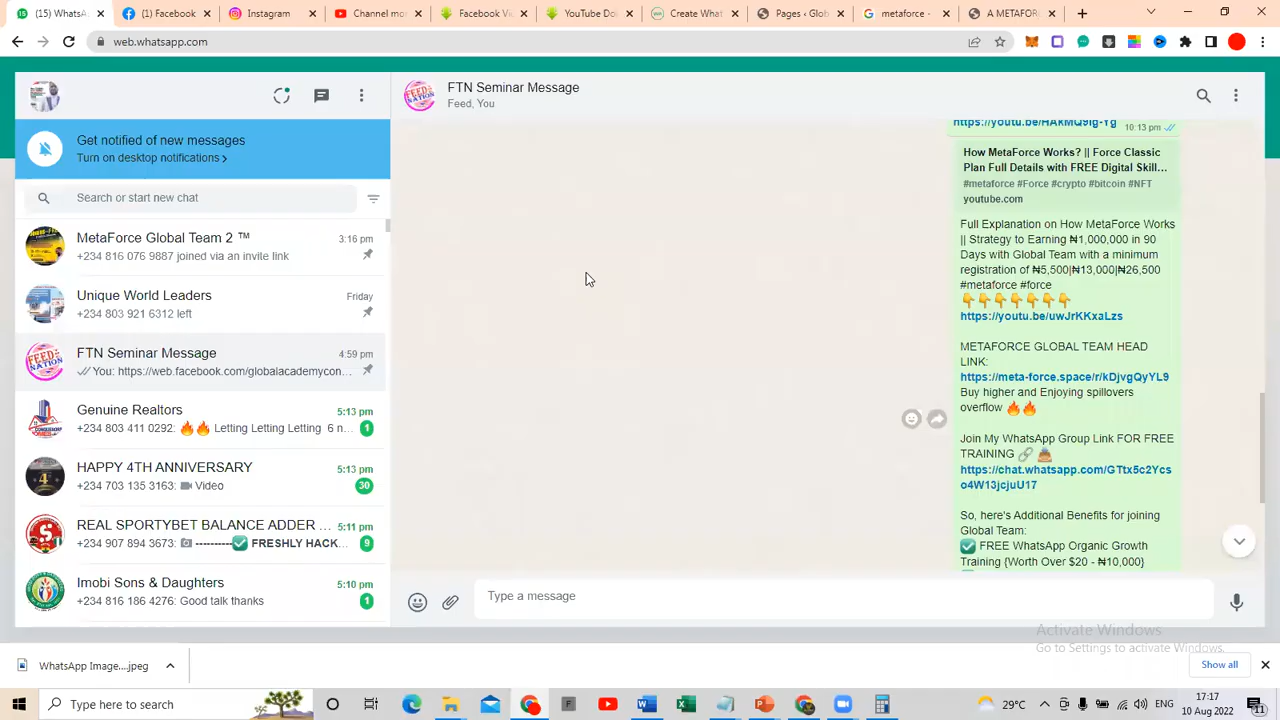 (15) WhatsApp
(1) Facebook
Instagram
Channel mon
Facebook Vi
YouTube Do
Create Wha
Pages ‹ Glob
metaforce -
A METAFOR
web.whatsapp.com
FTN Seminar Message
Feed, You
Get notified of new messages
Turn on desktop notifications
Search or start new chat
MetaForce Global Team 2 ™
3:16 pm
+234 816 076 9887 joined via an invite link
Unique World Leaders
Friday
+234 803 921 6312 left
FTN Seminar Message
4:59 pm
You: https://web.facebook.com/globalacademycon...
Genuine Realtors
5:13 pm
+234 803 411 0292: 🔥🔥 Letting Letting Letting 6 n...
1
HAPPY 4TH ANNIVERSARY
5:13 pm
+234 703 135 3163: Video
30
REAL SPORTYBET BALANCE ADDER ...
5:11 pm
+234 907 894 3673: ----------✅ FRESHLY HACK...
9
Imobi Sons & Daughters
5:10 pm
+234 816 186 4276: Good talk thanks
1
https://youtu.be/HAkMQ9Ig-Yg
10:13 pm
How MetaForce Works? || Force Classic
Plan Full Details with FREE Digital Skill...
#metaforce #Force #crypto #bitcoin #NFT
youtube.com
Full Explanation on How MetaForce Works
|| Strategy to Earning ₦1,000,000 in 90
Days with Global Team with a minimum
registration of ₦5,500|₦13,000|₦26,500
#metaforce #force
👇👇👇👇👇👇👇
https://youtu.be/uwJrKKxaLzs
METAFORCE GLOBAL TEAM HEAD
LINK:
https://meta-force.space/r/kDjvgQyYL9
Buy higher and Enjoying spillovers
overflow 🔥🔥
Join My WhatsApp Group Link FOR FREE
TRAINING
https://chat.whatsapp.com/GTtx5c2Ycs
o4W13jcjuU17
So, here's Additional Benefits for joining
Global Team:
✅ FREE WhatsApp Organic Growth
Training {Worth Over $20 - ₦10,000}
Type a message
Activate Windows
Go to Settings to activate Windows.
WhatsApp Image....jpeg
Show all
Type here to search
29°C
ENG
17:17
10 Aug 2022
11